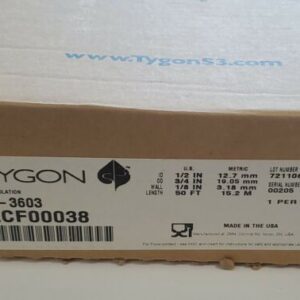 www.TygonS3.com
YGON
U.S. METRIC LOT NUMBER
ID 1/2 IN 12.7 mm 721106
OD 3/4 IN 19.05 mm SERIAL NUMBER
WALL 1/8 IN 3.18 mm 00205
LENGTH 50 FT 15.2 M
1 PER
-3603
CF00038
MADE IN THE USA